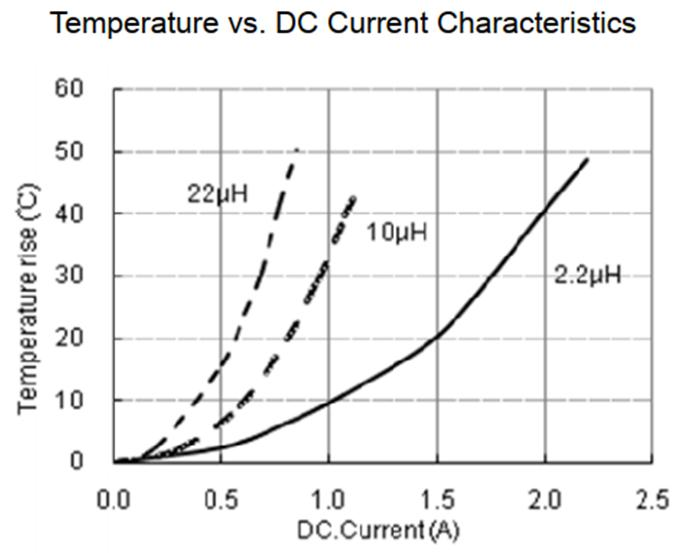 Temperature vs. DC Current Characteristics
60
50
40
30
20
10
0
Temperature rise (℃)
22μH
10μH
2.2μH
0.0 0.5 1.0 1.5 2.0 2.5
DC.Current(A)